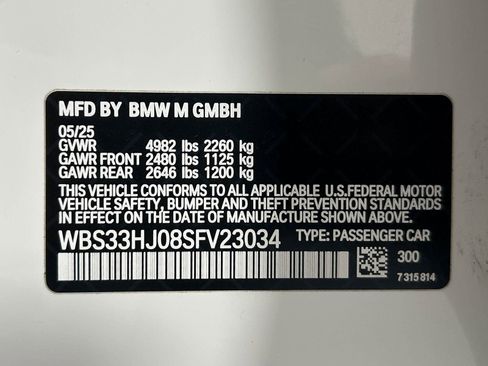 MFD BY BMW M GMBH
05/25
GVWR 4982 lbs 2260 kg
GAWR FRONT 2480 lbs 1125 kg
GAWR REAR 2646 lbs 1200 kg
THIS VEHICLE CONFORMS TO ALL APPLICABLE U.S.FEDERAL MOTOR
VEHICLE SAFETY, BUMPER AND THEFT PREVENTION STANDARDS
IN EFFECT ON THE DATE OF MANUFACTURE SHOWN ABOVE.
WBS33HJ08SFV23034 TYPE: PASSENGER CAR
300
7 315 814